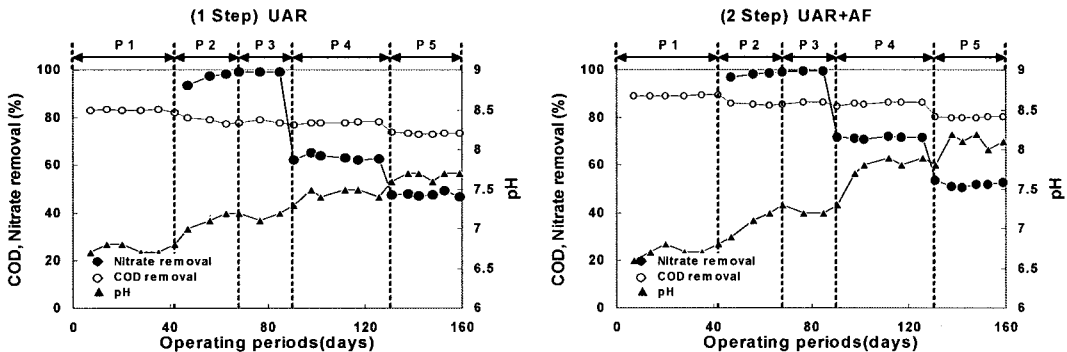 (1 Step) UAR
P 1 P 2 P 3 P 4 P 5
COD, Nitrate removal (%)
100
80
60
40
20
0
9
8.5
8
7.5
7
6.5
6
pH
Nitrate removal
COD removal
pH
0 40 80 120 160
Operating periods(days)
(2 Step) UAR+AF
P 1 P 2 P 3 P 4 P 5
COD, Nitrate removal (%)
100
80
60
40
20
0
9
8.5
8
7.5
7
6.5
6
pH
Nitrate removal
COD removal
pH
0 40 80 120 160
Operating periods(days)